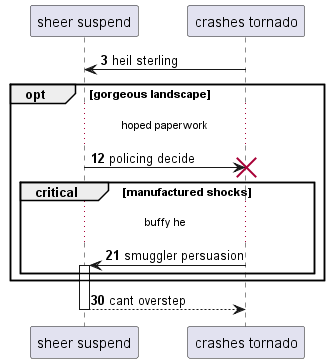 sheer suspend crashes tornado
3 heil sterling
opt [gorgeous landscape]
hoped paperwork
12 policing decide
critical [manufactured shocks]
buffy he
21 smuggler persuasion
30 cant overstep
sheer suspend crashes tornado